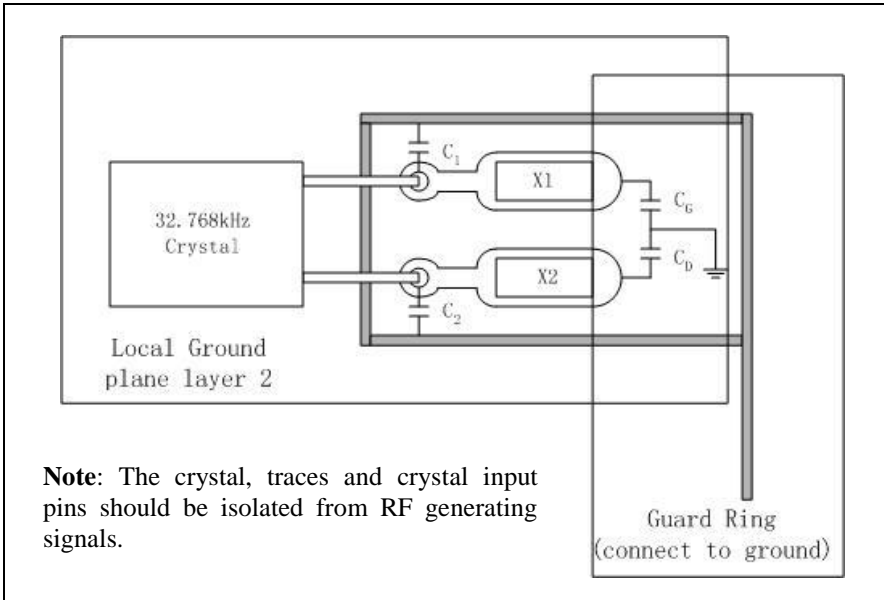 C1
X1
CG
32.768kHz
Crystal
CD
X2
C2
Local Ground
plane layer 2
Note: The crystal, traces and crystal input
pins should be isolated from RF generating
signals.
Guard Ring
(connect to ground)